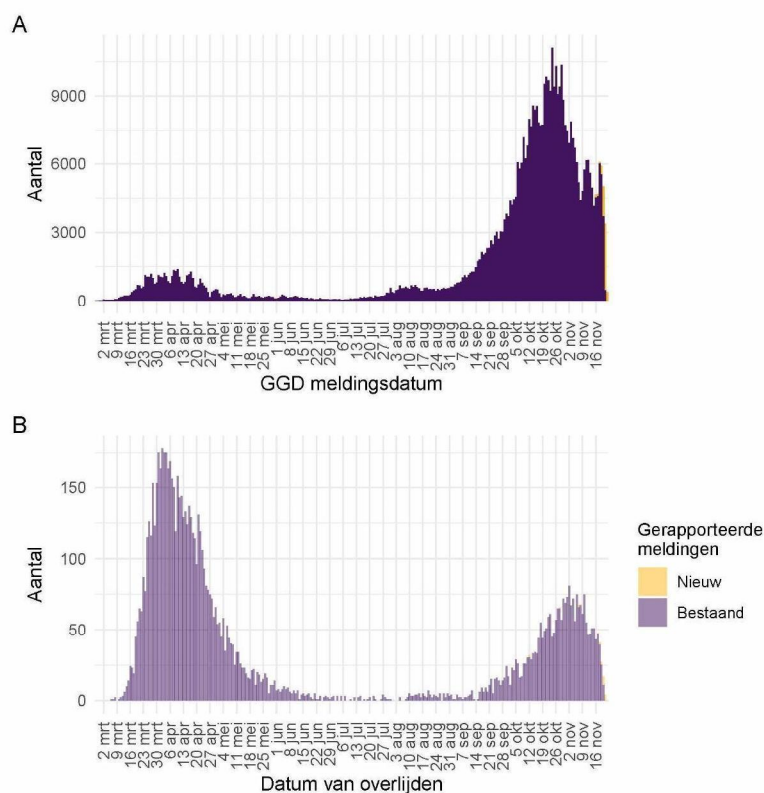 A
Aantal
9000
6000
3000
0
2 mrt
9 mrt
16 mrt
23 mrt
30 mrt
6 apr
13 apr
20 apr
27 apr
4 mei
11 mei
18 mei
25 mei
1 jun
8 jun
15 jun
22 jun
29 jun
6 jul
13 jul
20 jul
27 jul
3 aug
10 aug
17 aug
24 aug
31 aug
7 sep
14 sep
21 sep
28 sep
5 okt
12 okt
19 okt
26 okt
2 nov
9 nov
16 nov
GGD meldingsdatum
B
Aantal
150
100
50
0
2 mrt
9 mrt
16 mrt
23 mrt
30 mrt
6 apr
13 apr
20 apr
27 apr
4 mei
11 mei
18 mei
25 mei
1 jun
8 jun
15 jun
22 jun
29 jun
6 jul
13 jul
20 jul
27 jul
3 aug
10 aug
17 aug
24 aug
31 aug
7 sep
14 sep
21 sep
28 sep
5 okt
12 okt
19 okt
26 okt
2 nov
9 nov
16 nov
Datum van overlijden
Gerapporteerde
meldingen
Nieuw
Bestaand